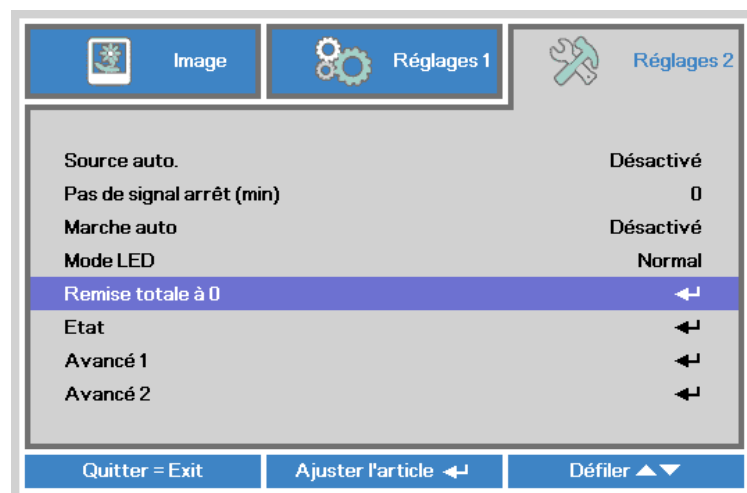 Image
Réglages 1
Réglages 2
Source auto. Désactivé
Pas de signal arrêt (min) 0
Marche auto Désactivé
Mode LED Normal
Remise totale à 0
Etat
Avancé 1
Avancé 2
Quitter = Exit
Ajuster l'article
Défiler